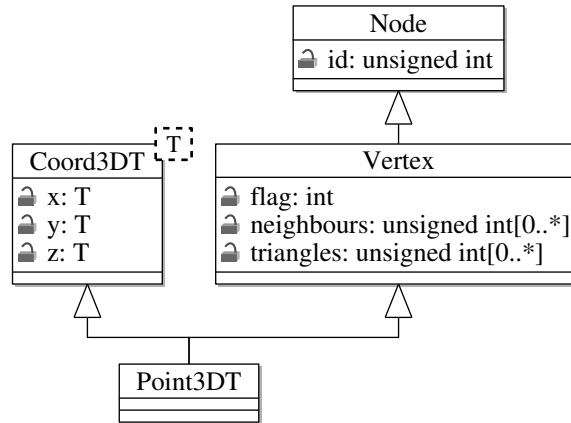 Node
id: unsigned int
T
Coord3DT
x: T
y: T
z: T
Vertex
flag: int
neighbours: unsigned int[0..*]
triangles: unsigned int[0..*]
Point3DT